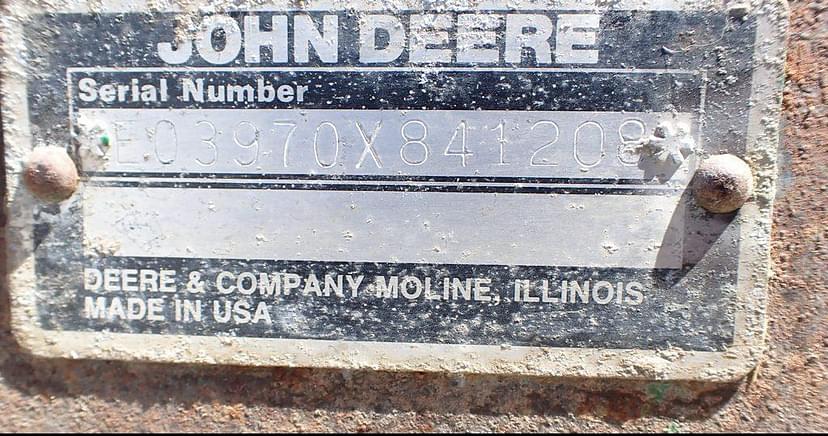 JOHN DEERE
Serial Number
*E03970X841208*
DEERE & COMPANY MOLINE, ILLINOIS
MADE IN USA